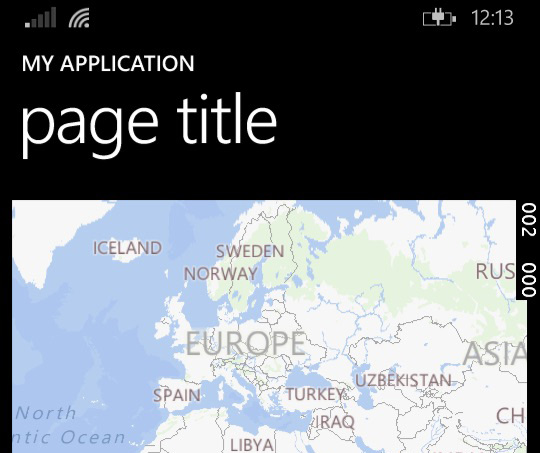 12:13
MY APPLICATION
page title
002
000
ICELAND
SWEDEN
NORWAY
RUS
EUROPE
ASIA
UZBEKISTAN
SPAIN
TURKEY
North
IRAQ
CH
ntic Ocean
LIBYA